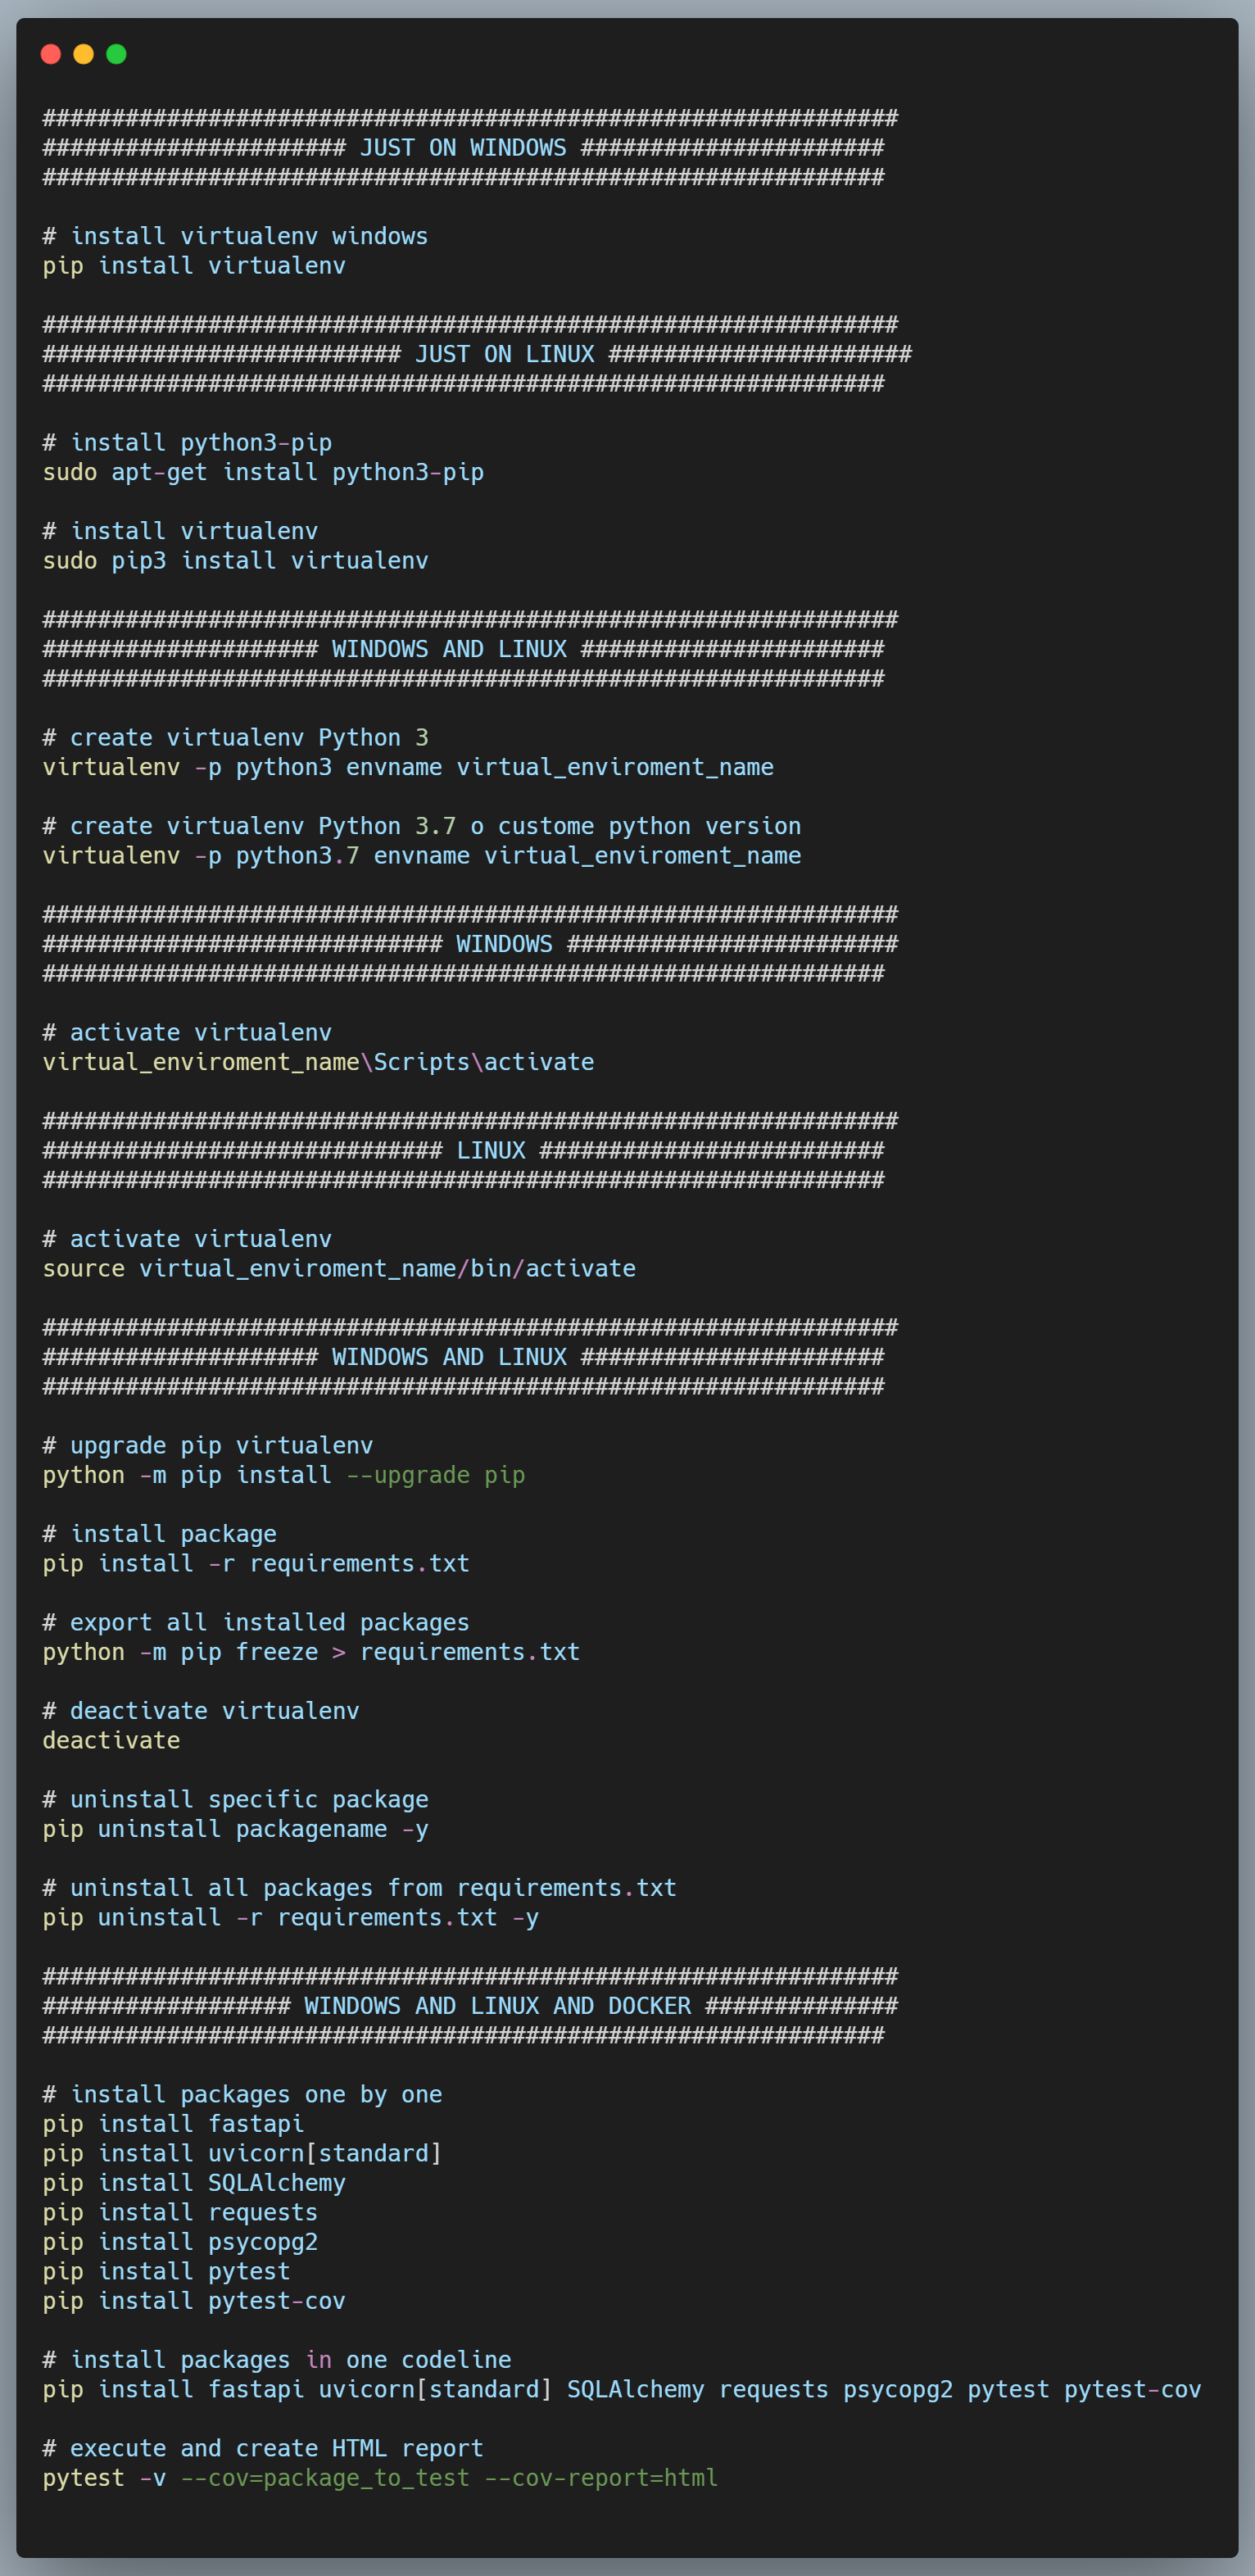 ##############################################################
###################### JUST ON WINDOWS ######################
#############################################################

# install virtualenv windows
pip install virtualenv

##############################################################
########################## JUST ON LINUX ######################
#############################################################

# install python3-pip
sudo apt-get install python3-pip

# install virtualenv
sudo pip3 install virtualenv

##############################################################
#################### WINDOWS AND LINUX ######################
#############################################################

# create virtualenv Python 3
virtualenv -p python3 envname virtual_enviroment_name

# create virtualenv Python 3.7 o custome python version
virtualenv -p python3.7 envname virtual_enviroment_name

##############################################################
############################# WINDOWS ########################
#############################################################

# activate virtualenv
virtual_enviroment_name\Scripts\activate

##############################################################
############################# LINUX #########################
#############################################################

# activate virtualenv
source virtual_enviroment_name/bin/activate

##############################################################
#################### WINDOWS AND LINUX ######################
#############################################################

# upgrade pip virtualenv
python -m pip install --upgrade pip

# install package
pip install -r requirements.txt

# export all installed packages
python -m pip freeze > requirements.txt

# deactivate virtualenv
deactivate

# uninstall specific package
pip uninstall packagename -y

# uninstall all packages from requirements.txt
pip uninstall -r requirements.txt -y

##############################################################
################## WINDOWS AND LINUX AND DOCKER ##############
#############################################################

# install packages one by one
pip install fastapi
pip install uvicorn[standard]
pip install SQLAlchemy
pip install requests
pip install psycopg2
pip install pytest
pip install pytest-cov

# install packages in one codeline
pip install fastapi uvicorn[standard] SQLAlchemy requests psycopg2 pytest pytest-cov

# execute and create HTML report
pytest -v --cov=package_to_test --cov-report=html